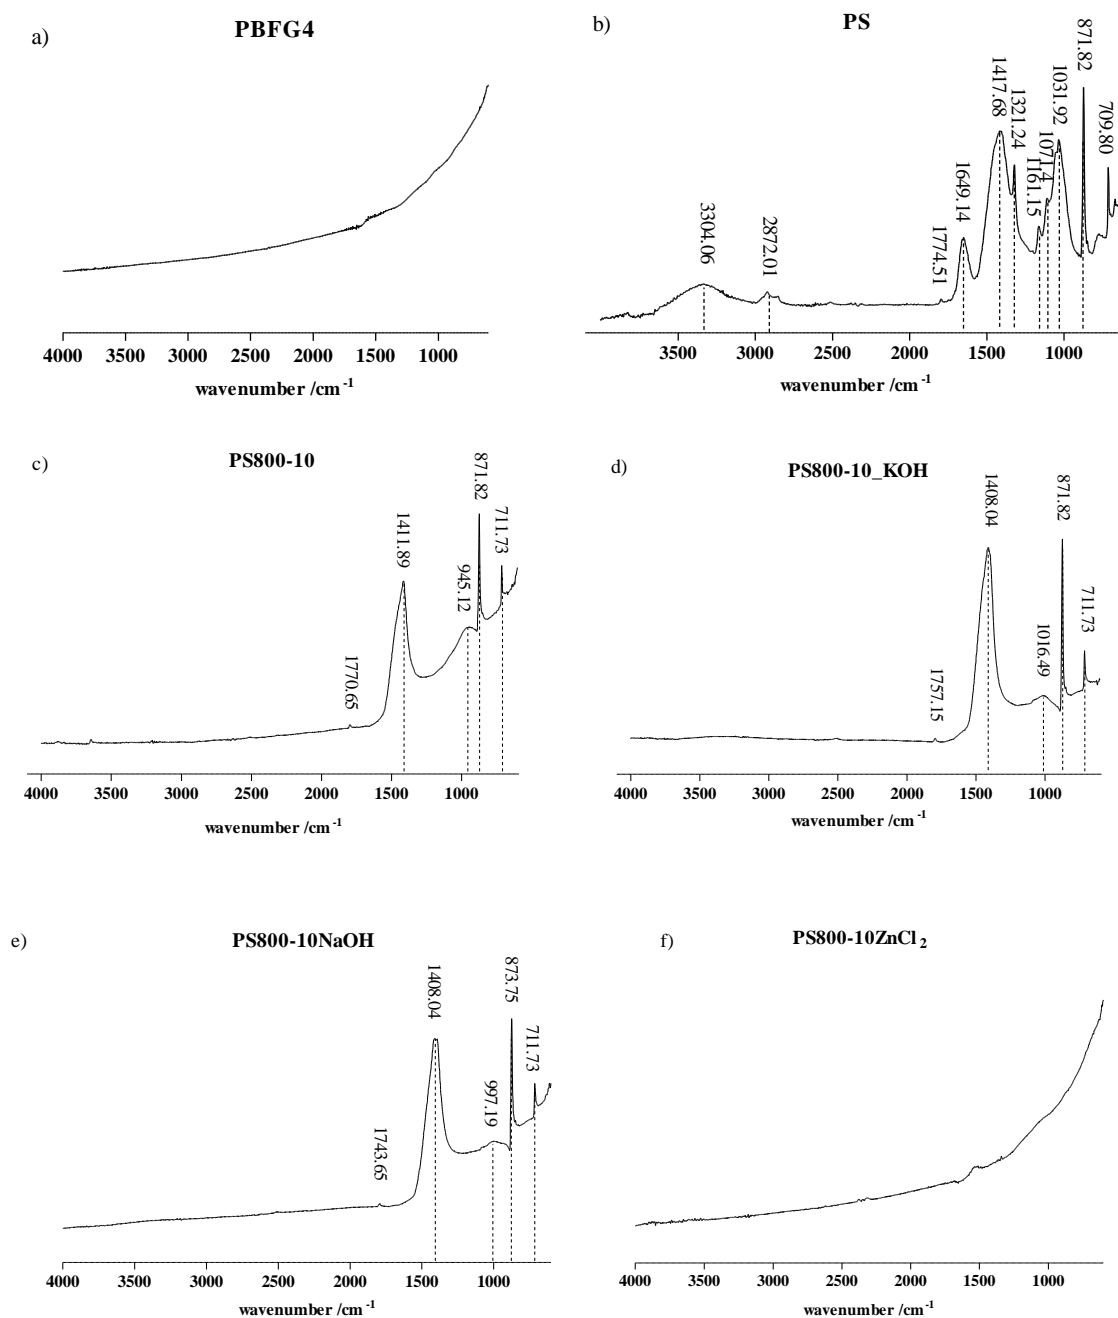 a)
PBFG4
4000 3500 3000 2500 2000 1500 1000
wavenumber /cm-1
b)
PS
3304.06
2872.01
1774.51
1649.14
1417.68
1321.24
1161.15
1071.4
1031.92
871.82
709.80
3500 3000 2500 2000 1500 1000
wavenumber /cm-1
c)
PS800-10
1770.65
1411.89
945.12
871.82
711.73
4000 3500 3000 2500 2000 1500 1000
wavenumber /cm-1
d)
PS800-10_KOH
1757.15
1408.04
1016.49
871.82
711.73
4000 3500 3000 2500 2000 1500 1000
wavenumber /cm-1
e)
PS800-10NaOH
1743.65
1408.04
997.19
873.75
711.73
4000 3500 3000 2500 2000 1500 1000
wavenumber /cm-1
f)
PS800-10ZnCl2
4000 3000 2000 1000
wavenumber /cm-1